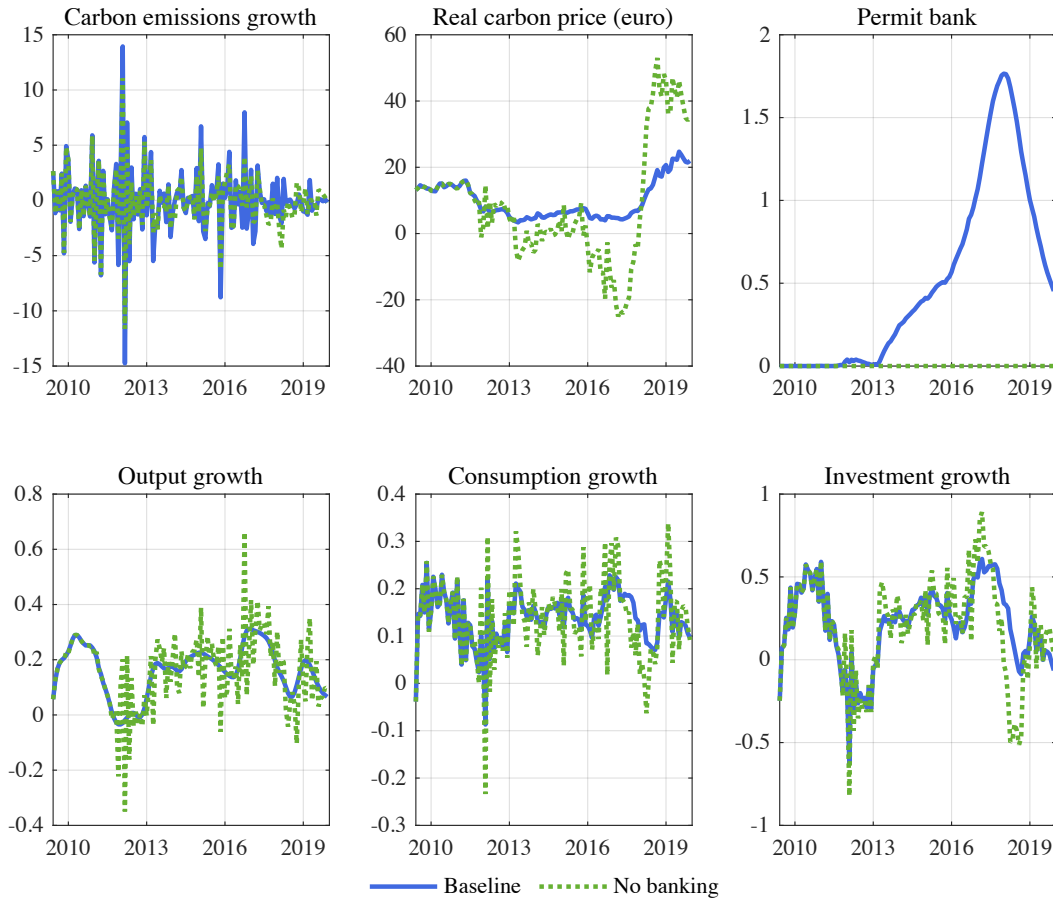 Carbon emissions growth
Real carbon price (euro)
Permit bank
15
10
5
0
-5
-10
-15
2010 2013 2016 2019
60
40
20
0
-20
-40
2010 2013 2016 2019
2
1.5
1
0.5
0
2010 2013 2016 2019
Output growth
Consumption growth
Investment growth
0.8
0.6
0.4
0.2
0
-0.2
-0.4
2010 2013 2016 2019
0.4
0.3
0.2
0.1
0
-0.1
-0.2
-0.3
2010 2013 2016 2019
1
0.5
0
-0.5
-1
2010 2013 2016 2019
Baseline No banking